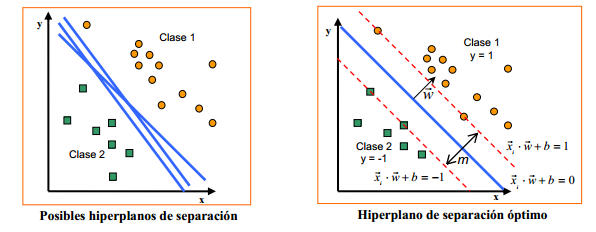 y
Clase 1
Clase 2
x
Posibles hiperplanos de separación
y
Clase 1
y = 1
w⃗
Clase 2
y = -1
m
x⃗ᵢ · w⃗ + b = 1
x⃗ᵢ · w⃗ + b = −1
x⃗ᵢ · w⃗ + b = 0
x
Hiperplano de separación óptimo